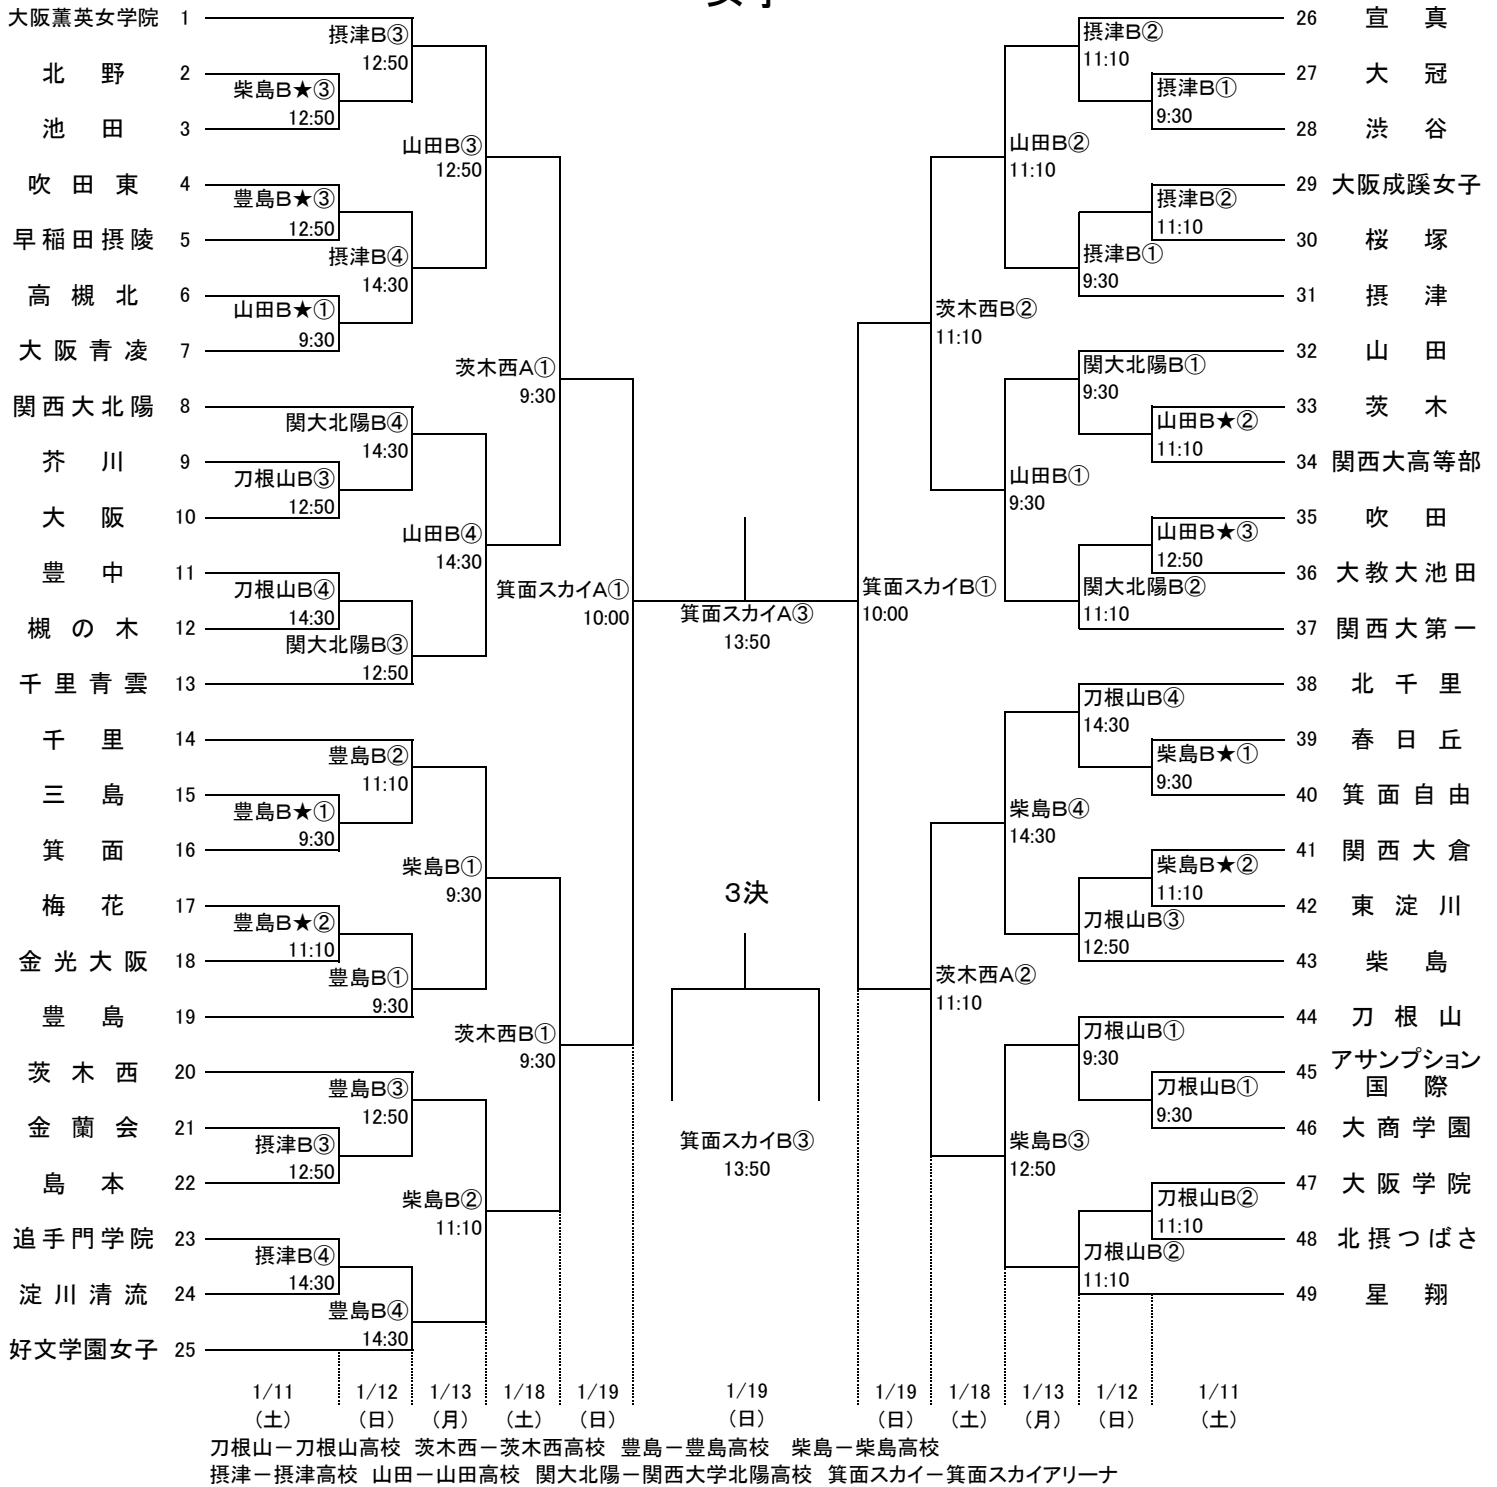 大阪薫英女学院 1
北野 2
池田 3
吹田東 4
早稲田摂陵 5
高槻北 6
大阪青凌 7
関西大北陽 8
芥川 9
大阪 10
豊中 11
槻の木 12
千里青雲 13
千里 14
三島 15
箕面 16
梅花 17
金光大阪 18
豊島 19
茨木西 20
金蘭会 21
島本 22
追手門学院 23
淀川清流 24
好文学園女子 25
柴島B★③
12:50
豊島B★③
12:50
山田B★①
9:30
刀根山B③
12:50
刀根山B④
14:30
豊島B★①
9:30
豊島B★②
11:10
摂津B③
12:50
摂津B④
14:30
摂津B③
12:50
摂津B④
14:30
関大北陽B④
14:30
関大北陽B③
12:50
豊島B②
11:10
豊島B①
9:30
豊島B③
12:50
豊島B④
14:30
山田B③
12:50
山田B④
14:30
柴島B①
9:30
柴島B②
11:10
茨木西A①
9:30
茨木西B①
9:30
箕面スカイA①
10:00
箕面スカイA③
13:50
3決
箕面スカイB③
13:50
箕面スカイB①
10:00
茨木西B②
11:10
茨木西A②
11:10
山田B②
11:10
山田B①
9:30
柴島B④
14:30
柴島B③
12:50
摂津B②
11:10
摂津B①
9:30
関大北陽B①
9:30
関大北陽B②
11:10
刀根山B④
14:30
刀根山B③
12:50
刀根山B①
9:30
刀根山B②
11:10
摂津B①
9:30
摂津B②
11:10
山田B★②
11:10
山田B★③
12:50
柴島B★①
9:30
柴島B★②
11:10
刀根山B①
9:30
刀根山B②
11:10
26 宣真
27 大冠
28 渋谷
29 大阪成蹊女子
30 桜塚
31 摂津
32 山田
33 茨木
34 関西大高等部
35 吹田
36 大教大池田
37 関西大第一
38 北千里
39 春日丘
40 箕面自由
41 関西大倉
42 東淀川
43 柴島
44 刀根山
45 アサンプション
国際
46 大商学園
47 大阪学院
48 北摂つばさ
49 星翔
1/11 1/12 1/13 1/18 1/19 1/19 1/19 1/18 1/13 1/12 1/11
(土) (日) (月) (土) (日) (日) (日) (土) (月) (日) (土)
刀根山－刀根山高校 茨木西－茨木西高校 豊島－豊島高校 柴島－柴島高校
摂津－摂津高校 山田－山田高校 関大北陽－関西大学北陽高校 箕面スカイ－箕面スカイアリーナ